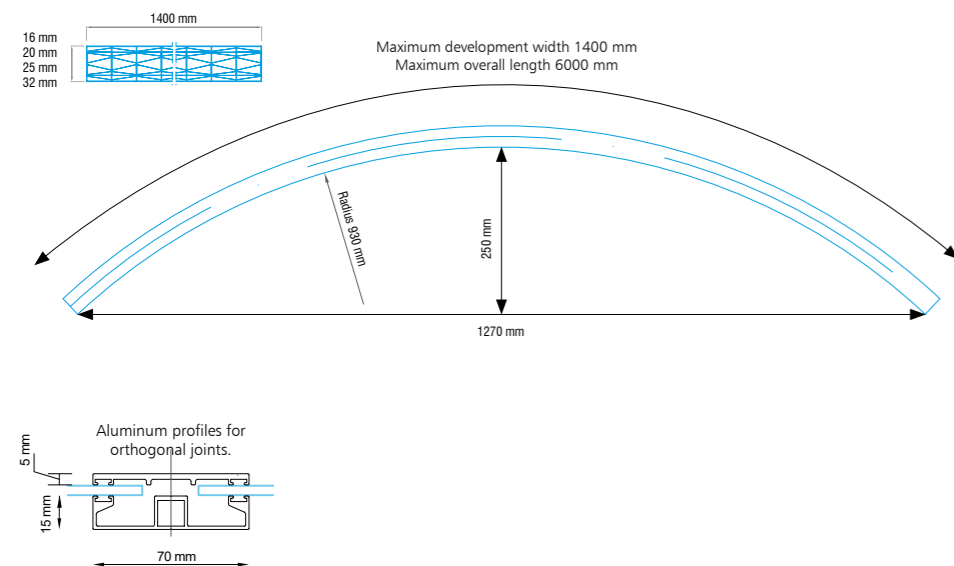 1400 mm
16 mm
20 mm
25 mm
32 mm
Maximum development width 1400 mm
Maximum overall length 6000 mm
Radius 930 mm
250 mm
1270 mm
Aluminum profiles for
orthogonal joints.
5 mm
15 mm
70 mm